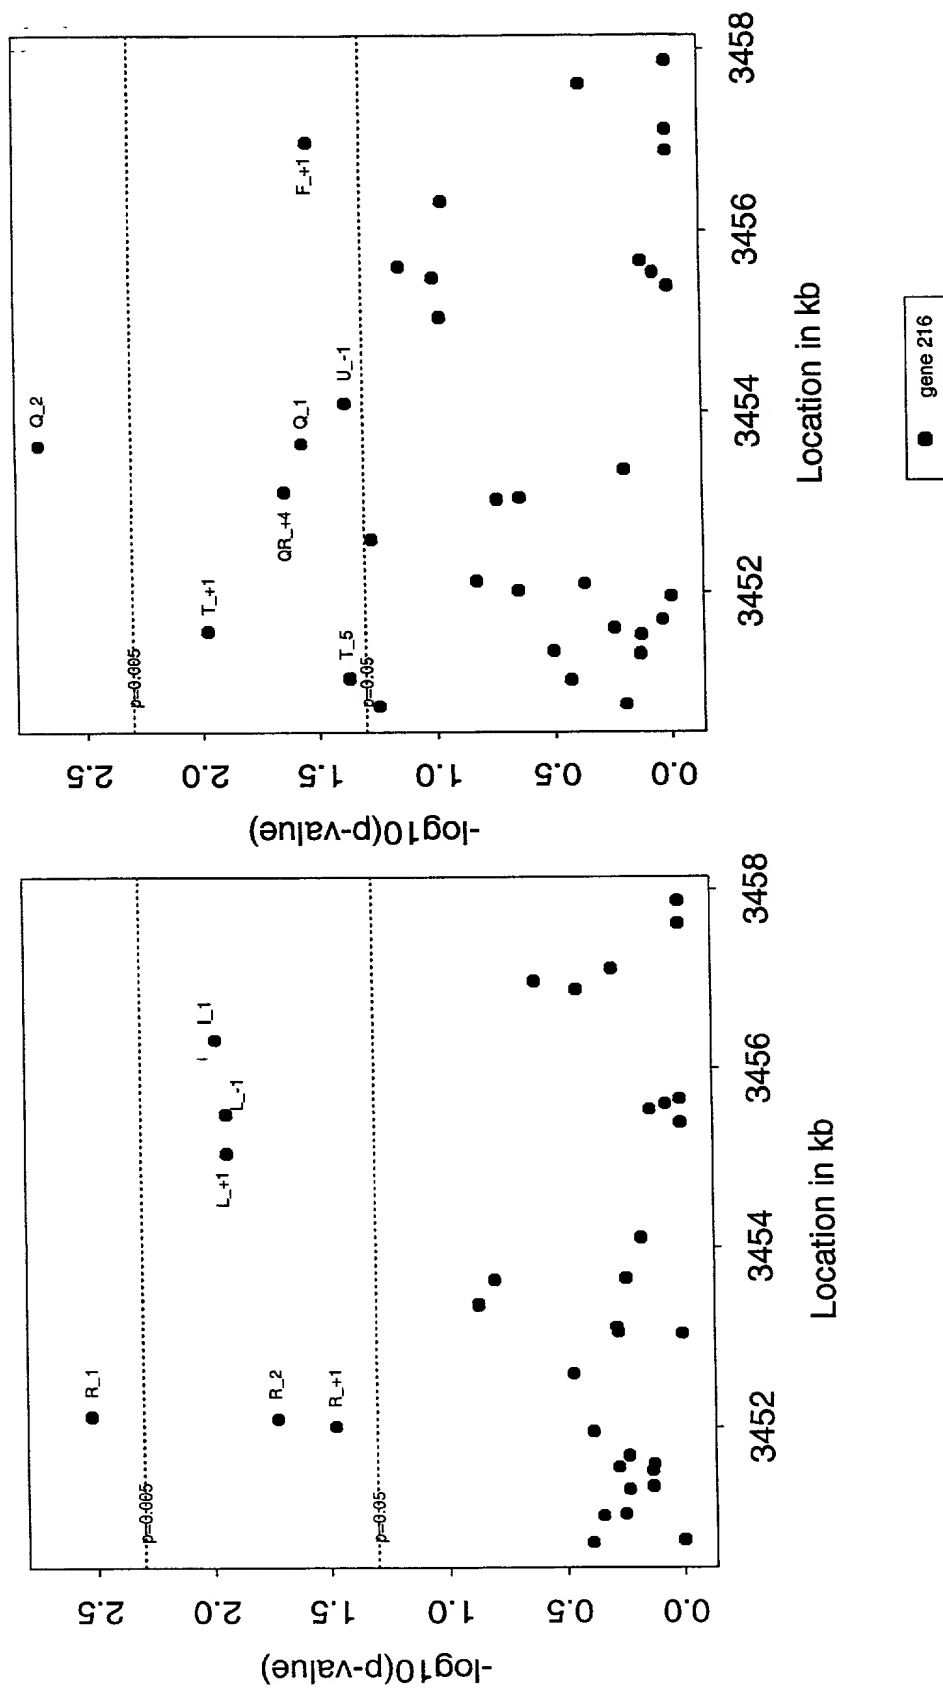 -log10(p-value)
2.5
2.0
1.5
1.0
0.5
0.0
p=0.005
p=0.05
Q_2
T_+1
QR_+4
Q_1
F_+1
T_5
U_-1
3452
3454
3456
3458
Location in kb
-log10(p-value)
2.5
2.0
1.5
1.0
0.5
0.0
p=0.005
p=0.05
R_1
R_2
R_+1
L_+1
L_-1
I_1
3452
3454
3456
3458
Location in kb
gene 216